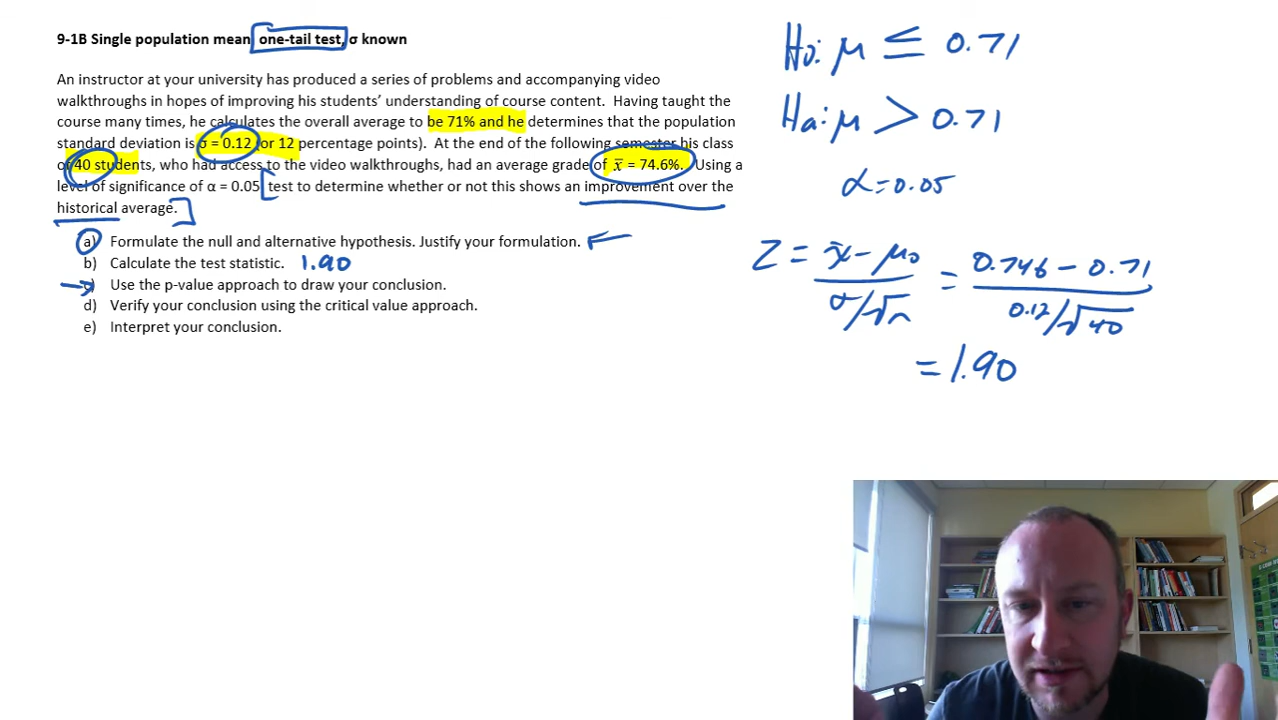 9-1B Single population mean one-tail test, σ known
An instructor at your university has produced a series of problems and accompanying video
walkthroughs in hopes of improving his students’ understanding of course content. Having taught the
course many times, he calculates the overall average to be 71% and he determines that the population
standard deviation is σ = 0.12 (or 12 percentage points). At the end of the following semester his class
of 40 students, who had access to the video walkthroughs, had an average grade of x̄ = 74.6%. Using a
level of significance of α = 0.05 test to determine whether or not this shows an improvement over the
historical average.
a) Formulate the null and alternative hypothesis. Justify your formulation.
b) Calculate the test statistic. 1.90
c) Use the p-value approach to draw your conclusion.
d) Verify your conclusion using the critical value approach.
e) Interpret your conclusion.
Ho: μ ≤ 0.71
Ha: μ > 0.71
α = 0.05
Z = x̄ - μ0 / σ/√n = 0.746 - 0.71 / 0.12/√40
= 1.90